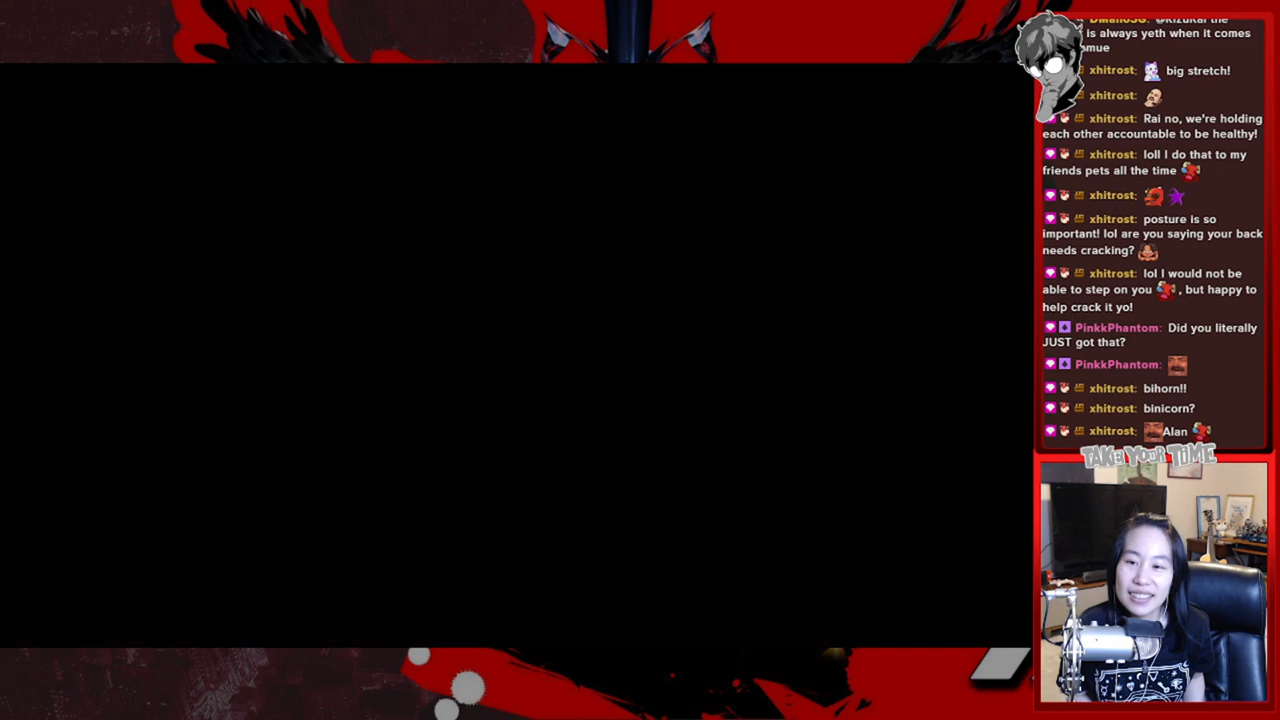 DMan03G: @RizuKai the
is always yeth when it comes
mue
xhitrost: big stretch!
xhitrost:
xhitrost: Rai no, we're holding
each other accountable to be healthy!
xhitrost: loll I do that to my
friends pets all the time
xhitrost:
xhitrost: posture is so
important! lol are you saying your back
needs cracking?
xhitrost: lol I would not be
able to step on you , but happy to
help crack it yo!
PinkkPhantom: Did you literally
JUST got that?
PinkkPhantom:
xhitrost: bihorn!!
xhitrost: binicorn?
xhitrost: Alan
TAKE YOUR TIME